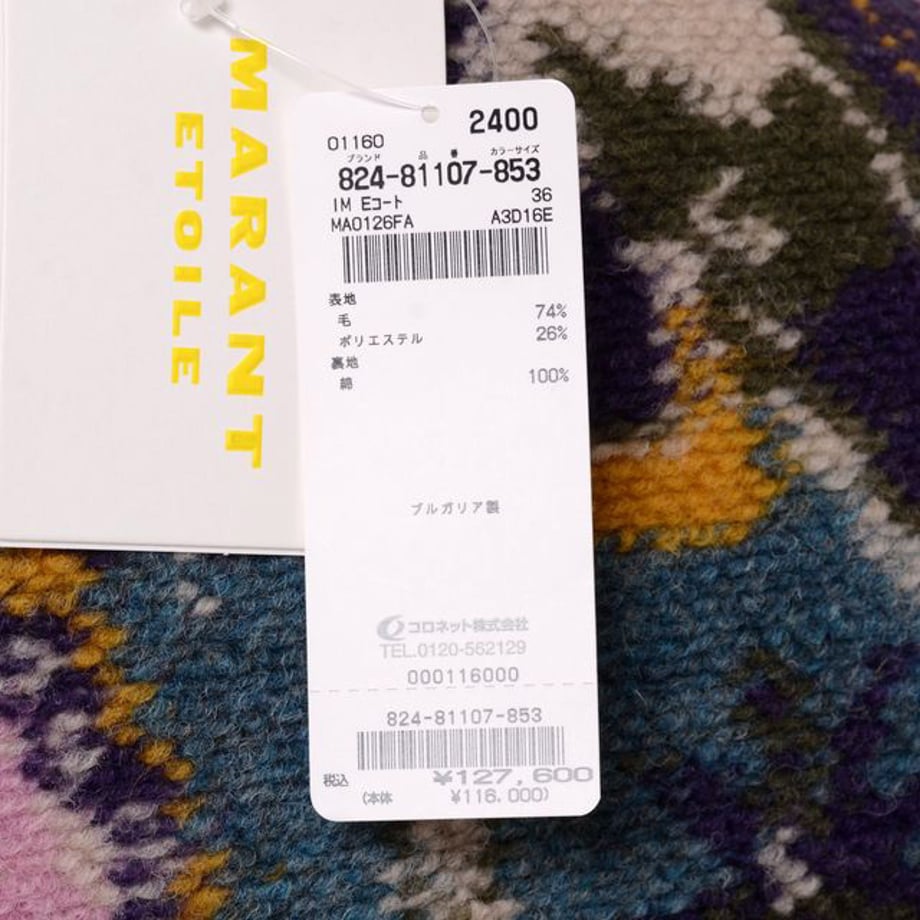 MARANT
ETOILE
2400
01160
ブランド 品 番 カラーサイズ
824-81107-853
IM Eコート 36
MA0126FA A3D16E
表地
毛 74%
ポリエステル 26%
裏地
綿 100%
ブルガリア製
コロネット株式会社
TEL.0120-562129
000116000
824-81107-853
税込 ¥127,600
(本体 ¥116.000)